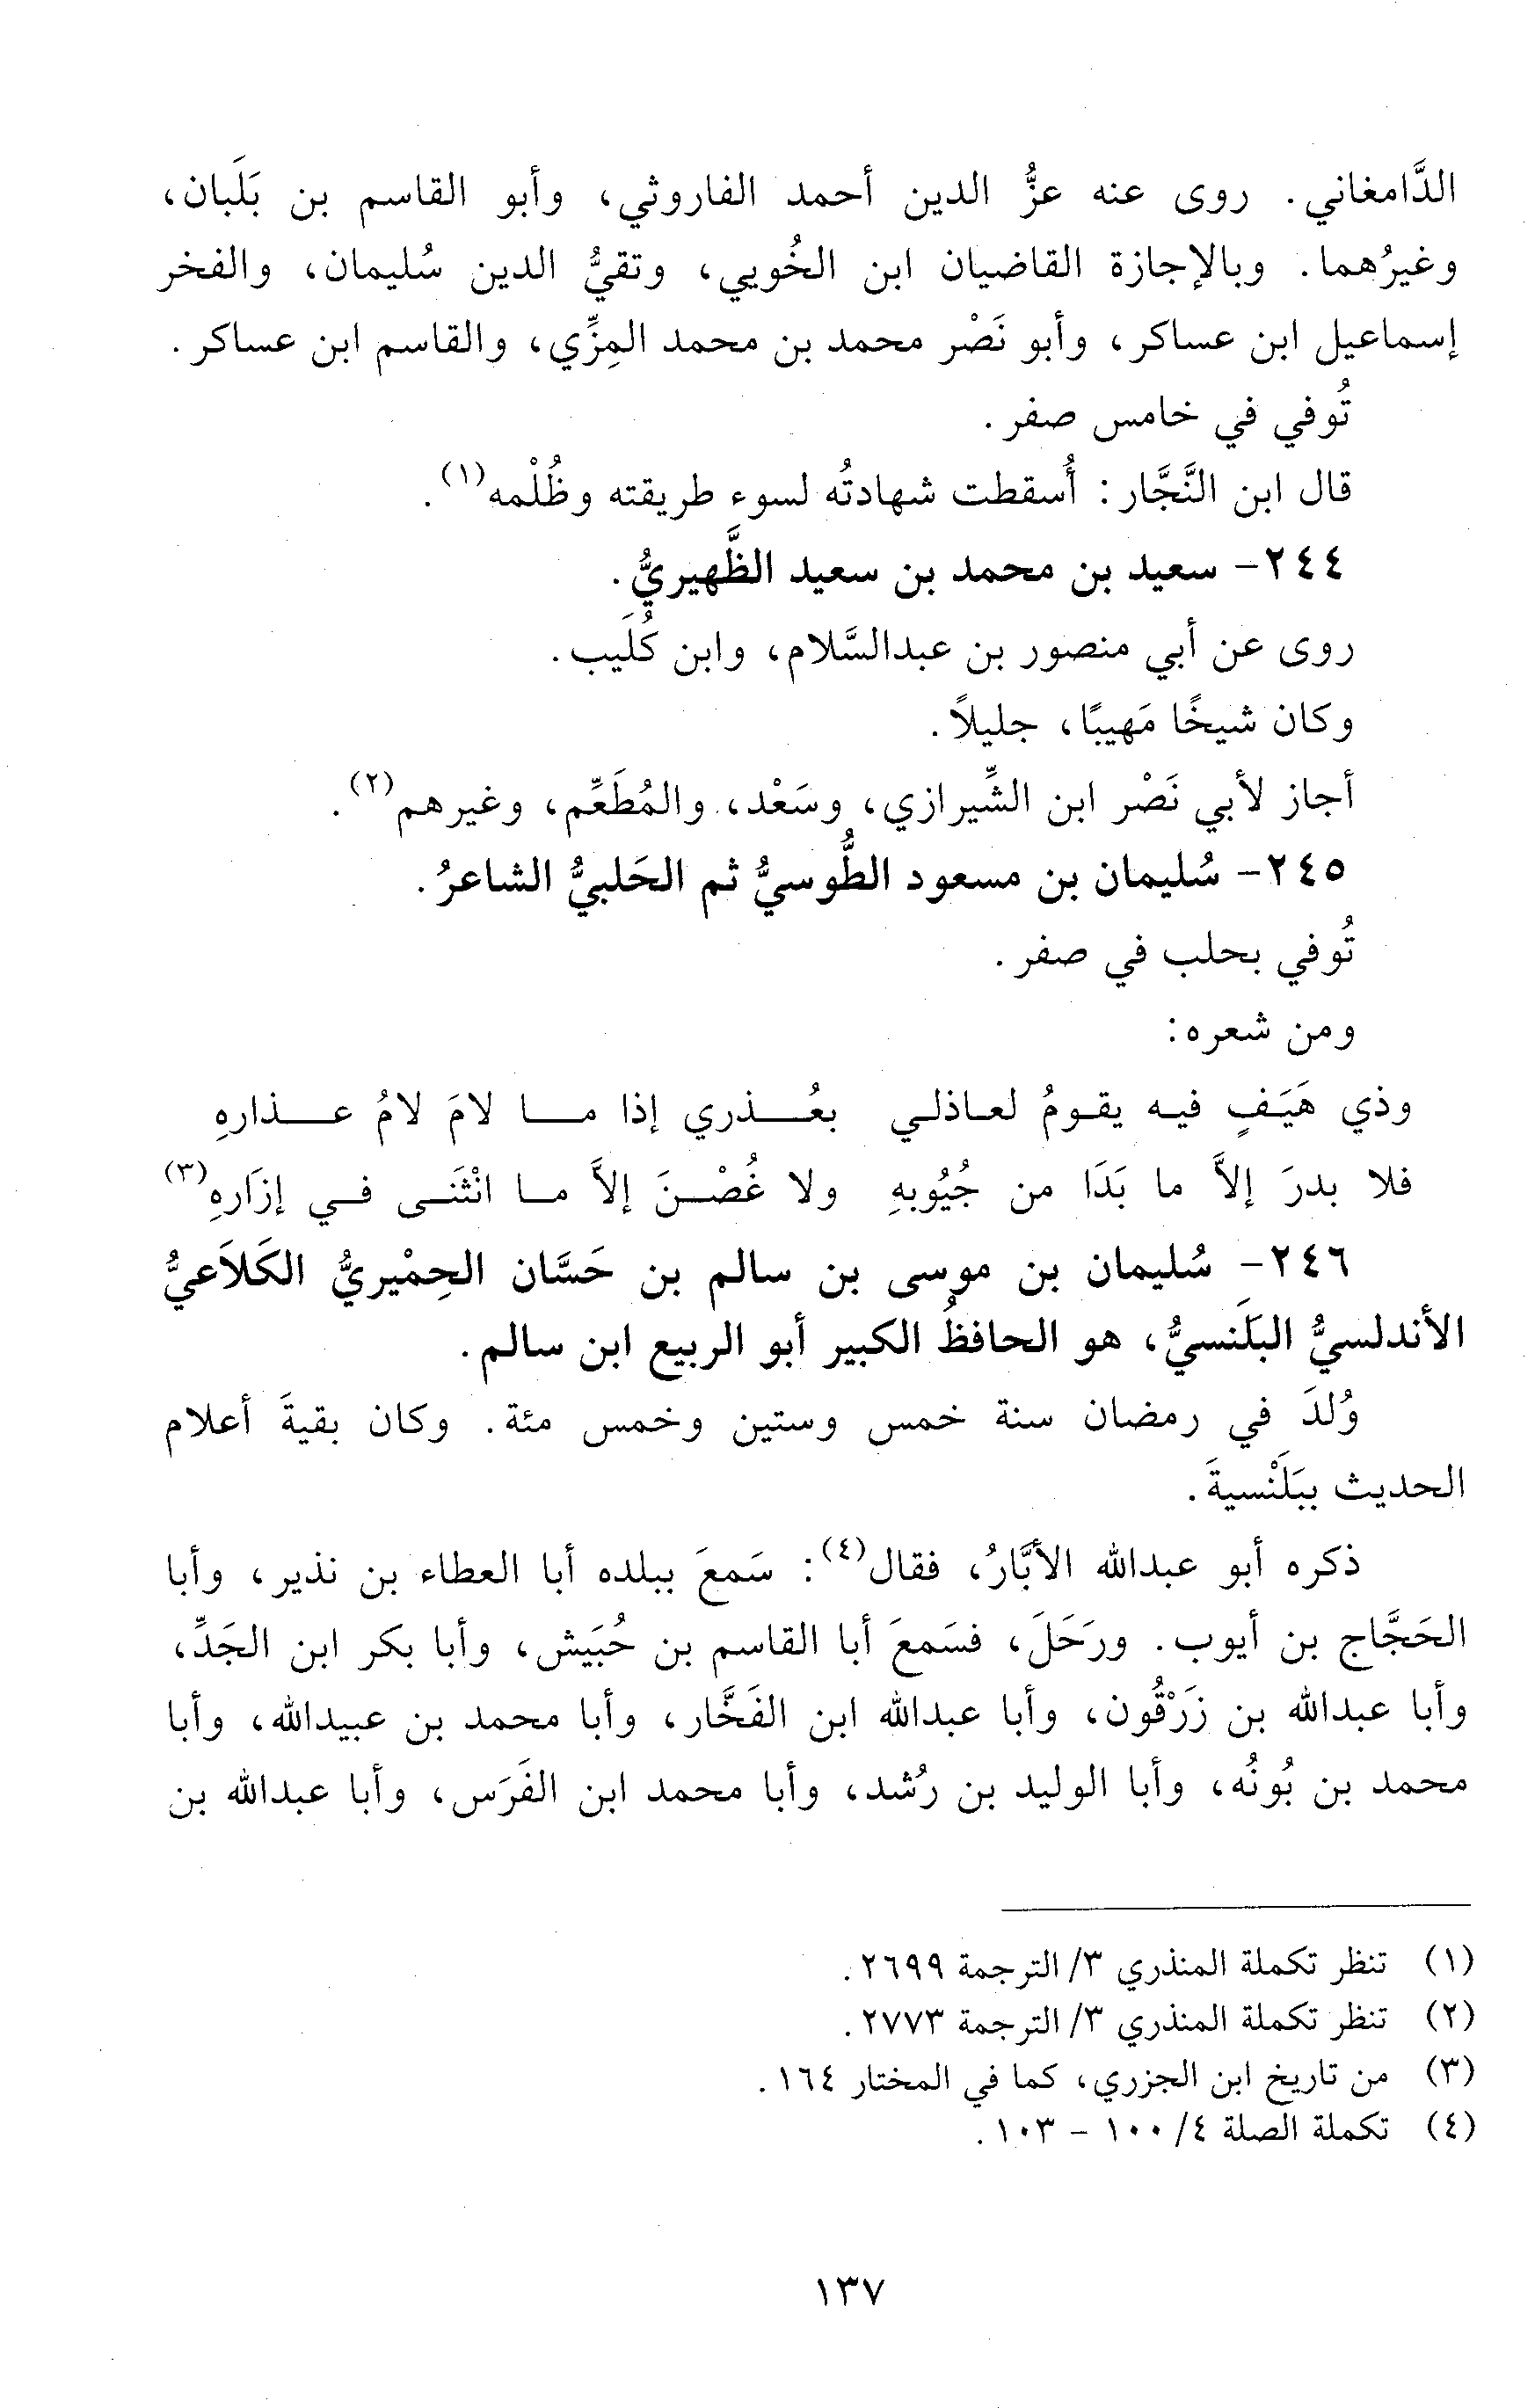 الدَّامغاني. روى عنه عزُّ الدين أحمد الفاروثي، وأبو القاسم بن بَلَبان،
وغيرُهما. وبالإجازة القاضيان ابن الخُويي، وتقيُّ الدين سُليمان، والفخر
إسماعيل ابن عساكر، وأبو نَصْر محمد بن محمد المِزِّي، والقاسم ابن عساكر.
تُوفي في خامس صفر.
قال ابن النَّجَّار: أُسقطت شهادتُه لسوء طريقته وظُلْمه(١).
٢٤٤- سعيد بن محمد بن سعيد الظَّهيريُّ.
روى عن أبي منصور بن عبدالسَّلام، وابن كُلَيب.
وكان شيخًا مَهيبًا، جليلاً.
أجاز لأبي نَصْر ابن الشِّيرازي، وسَعْد، والمُطَعِّم، وغيرهم(٢).
٢٤٥- سُليمان بن مسعود الطُّوسيُّ ثم الحَلبيُّ الشاعرُ.
تُوفي بحلب في صفر.
ومن شعره:
وذي هَيَفٍ فيه يقومُ لعاذلي بعُذري إذا ما لامَ لامُ عذارهِ
فلا بدرَ إلاَّ ما بَدَا من جُيُوبهِ ولا غُصْنَ إلاَّ ما انْثَنَى في إزَارهِ(٣)
٢٤٦- سُليمان بن موسى بن سالم بن حَسَّان الحِمْيريُّ الكَلاَعيُّ
الأندلسيُّ البلَنسيُّ، هو الحافظُ الكبير أبو الربيع ابن سالم.
وُلدَ في رمضان سنة خمس وستين وخمس مئة. وكان بقيةَ أعلام
الحديث ببَلَنْسيةَ.
ذكره أبو عبدالله الأبَّارُ، فقال(٤): سَمعَ ببلده أبا العطاء بن نذير، وأبا
الحَجَّاج بن أيوب. ورَحَلَ، فسَمعَ أبا القاسم بن حُبَيش، وأبا بكر ابن الجَدِّ،
وأبا عبدالله بن زَرْقُون، وأبا عبدالله ابن الفَخَّار، وأبا محمد بن عبيدالله، وأبا
محمد بن بُونُه، وأبا الوليد بن رُشد، وأبا محمد ابن الفَرَس، وأبا عبدالله بن
(١) تنظر تكملة المنذري ٣/ الترجمة ٢٦٩٩.
(٢) تنظر تكملة المنذري ٣/ الترجمة ٢٧٧٣.
(٣) من تاريخ ابن الجزري، كما في المختار ١٦٤.
(٤) تكملة الصلة ٤/ ١٠٠ - ١٠٣.
١٣٧